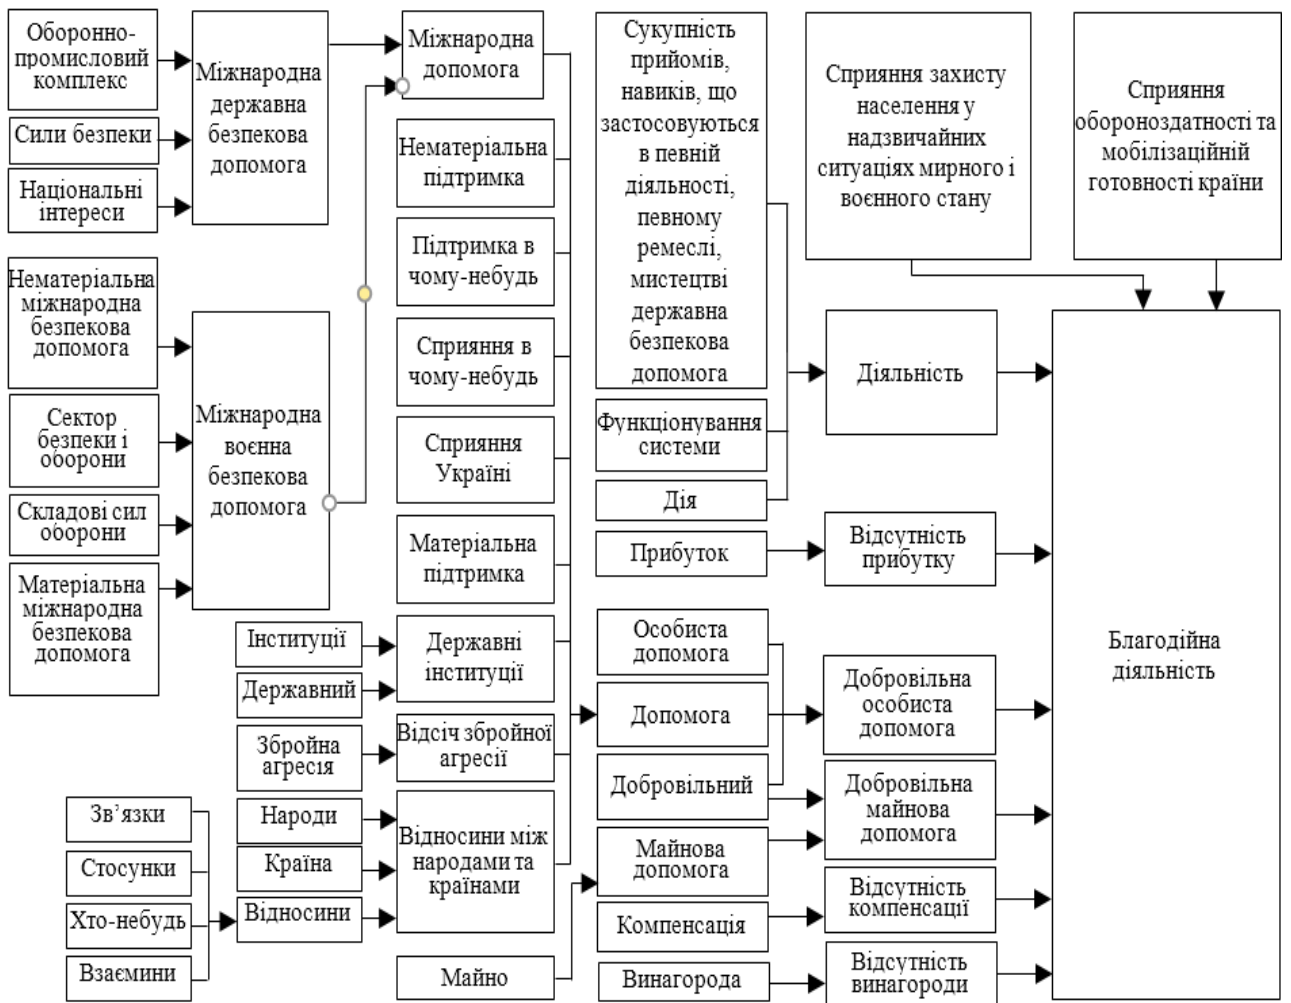 Оборонно-
промисловий
комплекс
Сили безпеки
Національні
інтереси
Міжнародна
державна
безпекова
допомога
Нематеріальна
міжнародна
безпекова
допомога
Сектор
безпеки і
оборони
Складові сил
оборони
Матеріальна
міжнародна
безпекова
допомога
Міжнародна
воєнна
безпекова
допомога
Інституції
Державний
Збройна
агресія
Народи
Країна
Відносини
Зв’язки
Стосунки
Хто-небудь
Взаємини
Міжнародна
допомога
Нематеріальна
підтримка
Підтримка в
чому-небудь
Сприяння в
чому-небудь
Сприяння
Україні
Матеріальна
підтримка
Державні
інституції
Відсіч збройної
агресії
Відносини між
народами та
країнами
Майно
Сукупність
прийомів,
навиків, що
застосовуються
в певній
діяльності,
певному
ремеслі,
мистецтві
державна
безпекова
допомога
Функціонування
системи
Дія
Прибуток
Особиста
допомога
Допомога
Добровільний
Майнова
допомога
Компенсація
Винагорода
Сприяння захисту
населення у
надзвичайних
ситуаціях мирного і
воєнного стану
Діяльність
Відсутність
прибутку
Добровільна
особиста
допомога
Добровільна
майнова
допомога
Відсутність
компенсації
Відсутність
винагороди
Сприяння
обороноздатності та
мобілізаційній
готовності країни
Благодійна
діяльність